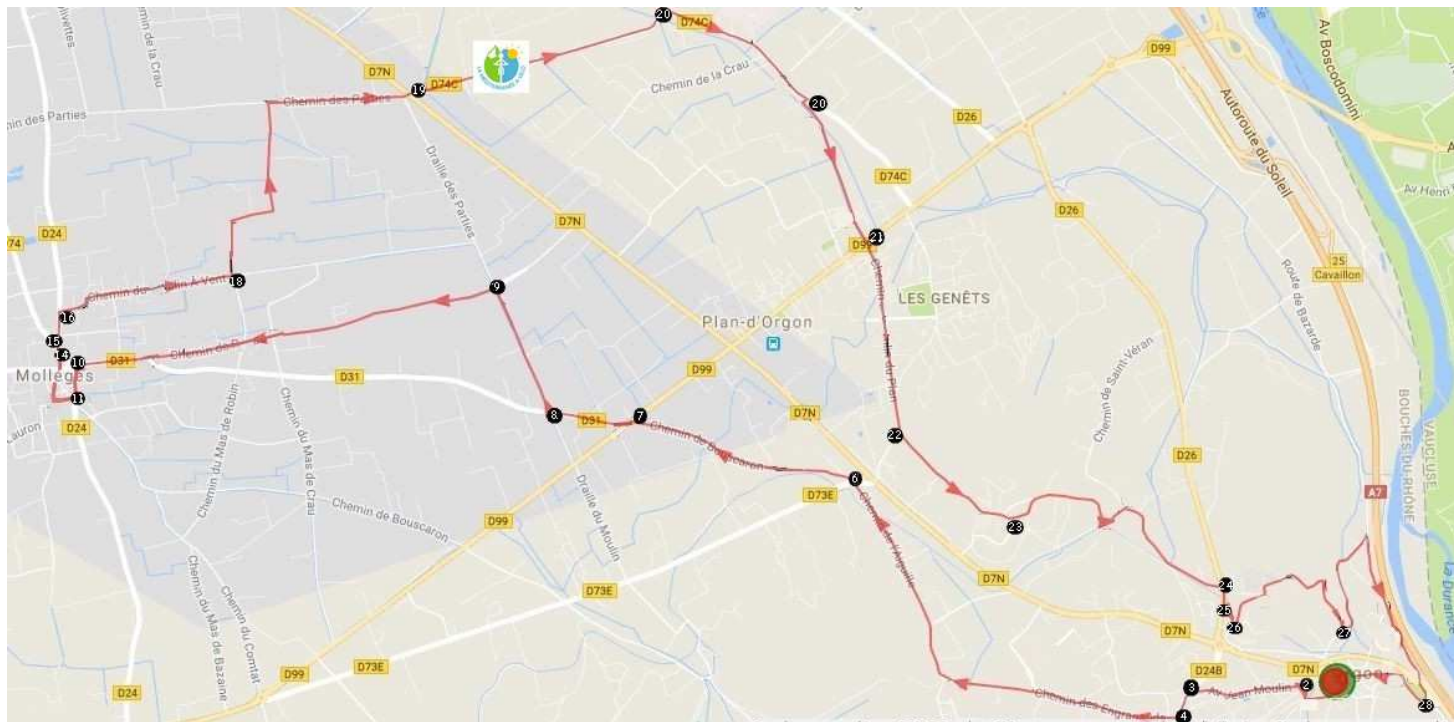 20
D74C
D7N
19
D74C
D99
Av Boscodomini
Chemin de la Crau
Chemin de la Crau
Autoroute du Soleil
Chemin des Parties
20
D26
Draille des Parties
D74C
Av Henri
D26
D7N
D24
D99
21
25
Cavaillon
Route de Bazarde
18
9
LES GENÊTS
16
Plan-d'Orgon
15
14
10
D31
Mollégès
D31
D99
Chemin de Saint-Véran
11
D24
8
D31
7
D7N
22
Chemin de Bouscaron
Chemin du Mas de Robin
Chemin du Mas de Crau
D26
BOUCHES-DU-RHÔNE
VAUCLUSE
6
D73E
A7
Chemin de Bouscaron
D99
Draille du Moulin
Chemin de l'Aiguille
23
La Durance
D7N
24
D73E
25
26
D7N
27
Chemin du Mas de Bazaine
Chemin du Comtat
D73E
D99
D24
D24B
D7N
3
Av Jean Moulin
2
4
28